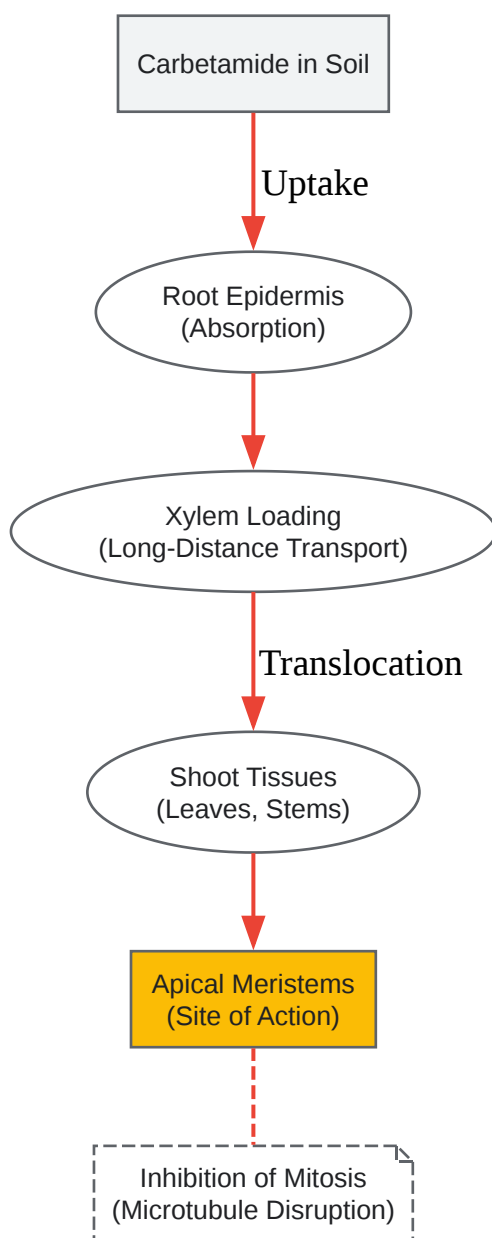 Carbetamide in Soil
Uptake
Root Epidermis
(Absorption)
Xylem Loading
(Long-Distance Transport)
Translocation
Shoot Tissues
(Leaves, Stems)
Apical Meristems
(Site of Action)
Inhibition of Mitosis
(Microtubule Disruption)